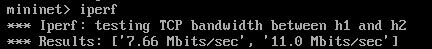 mininet> iperf
*** Iperf: testing TCP bandwidth between h1 and h2
*** Results: ['7.66 Mbits/sec', '11.0 Mbits/sec']